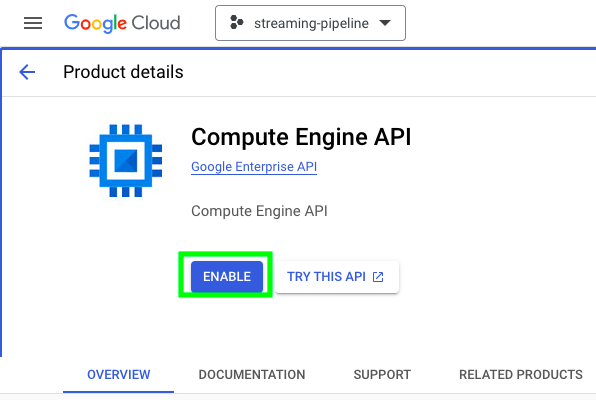 Google Cloud streaming-pipeline
Product details
Compute Engine API
Google Enterprise API
Compute Engine API
ENABLE TRY THIS API
OVERVIEW DOCUMENTATION SUPPORT RELATED PRODUCTS